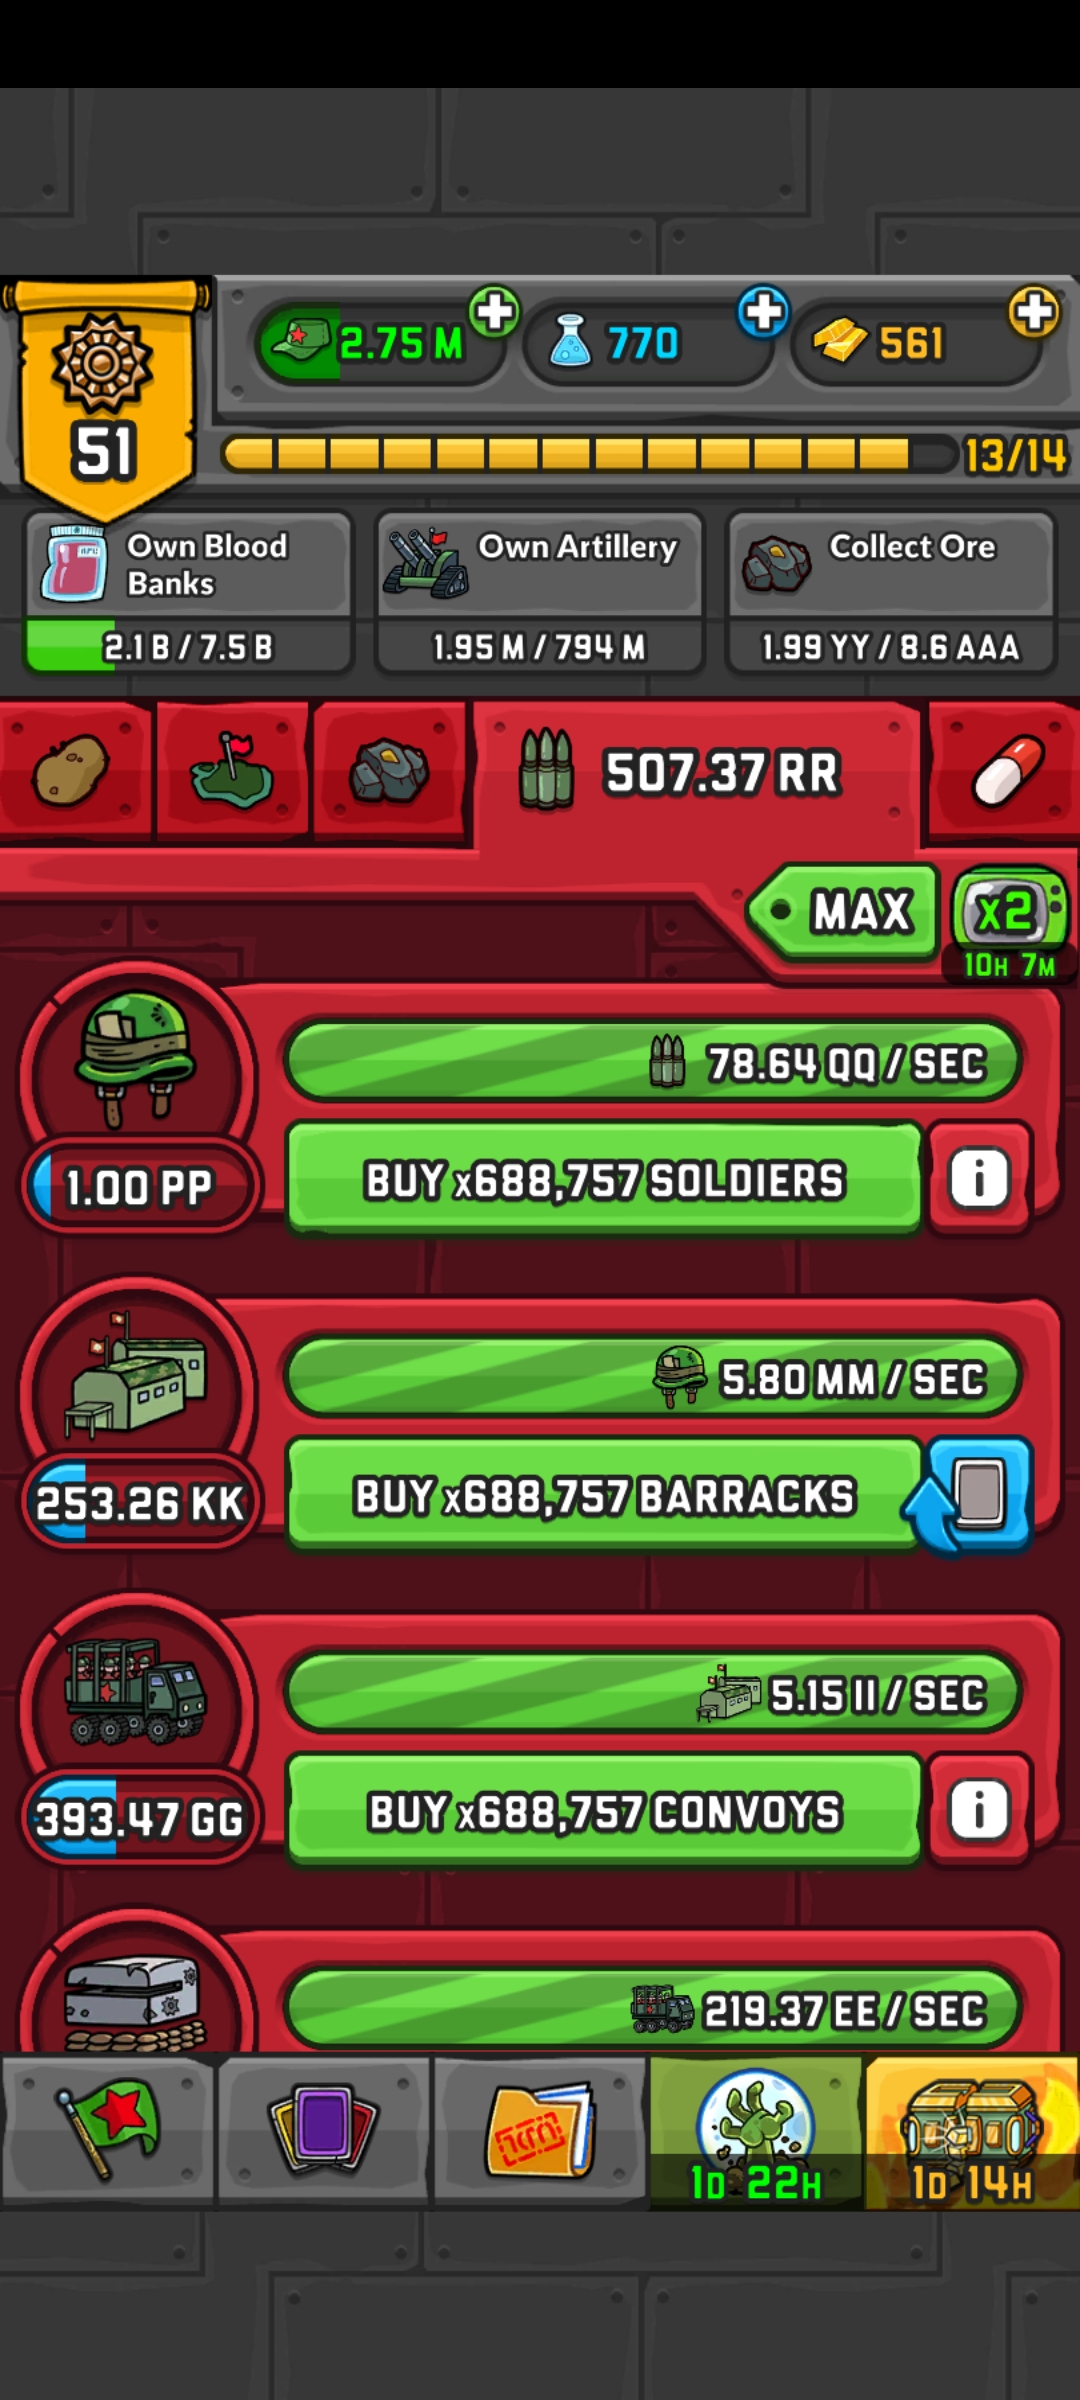 2.75 M
770
561
51
13/14
Own Blood
Banks
2.1 B / 7.5 B
Own Artillery
1.95 M / 794 M
Collect Ore
1.99 YY / 8.6 AAA
507.37 RR
MAX
x2
10H 7M
78.64 QQ / SEC
1.00 PP
BUY x688,757 SOLDIERS
i
5.80 MM / SEC
253.26 KK
BUY x688,757 BARRACKS
5.15 II / SEC
393.47 GG
BUY x688,757 CONVOYS
i
219.37 EE / SEC
1D 22H
1D 14H